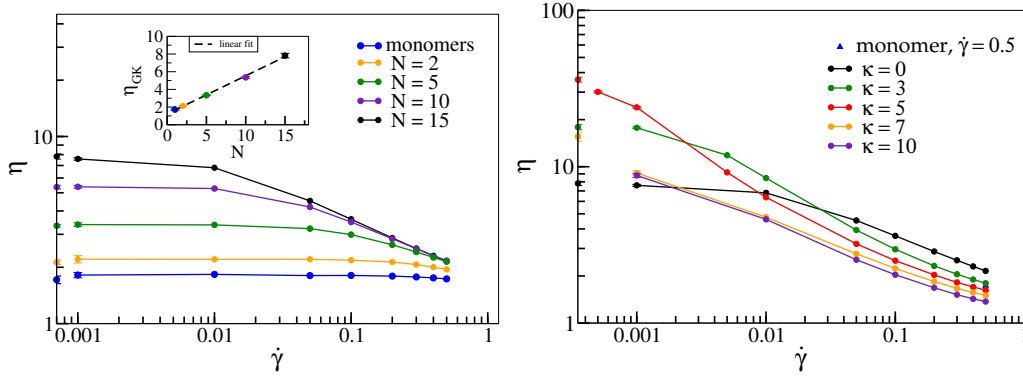 10
1
η
0.001
0.01
0.1
1
γ̇
monomers
N = 2
N = 5
N = 10
N = 15
10
8
6
4
2
0
η_GK
0
5
10
15
N
linear fit
100
10
1
η
0.001
0.01
0.1
1
γ̇
monomer, γ̇ = 0.5
κ = 0
κ = 3
κ = 5
κ = 7
κ = 10